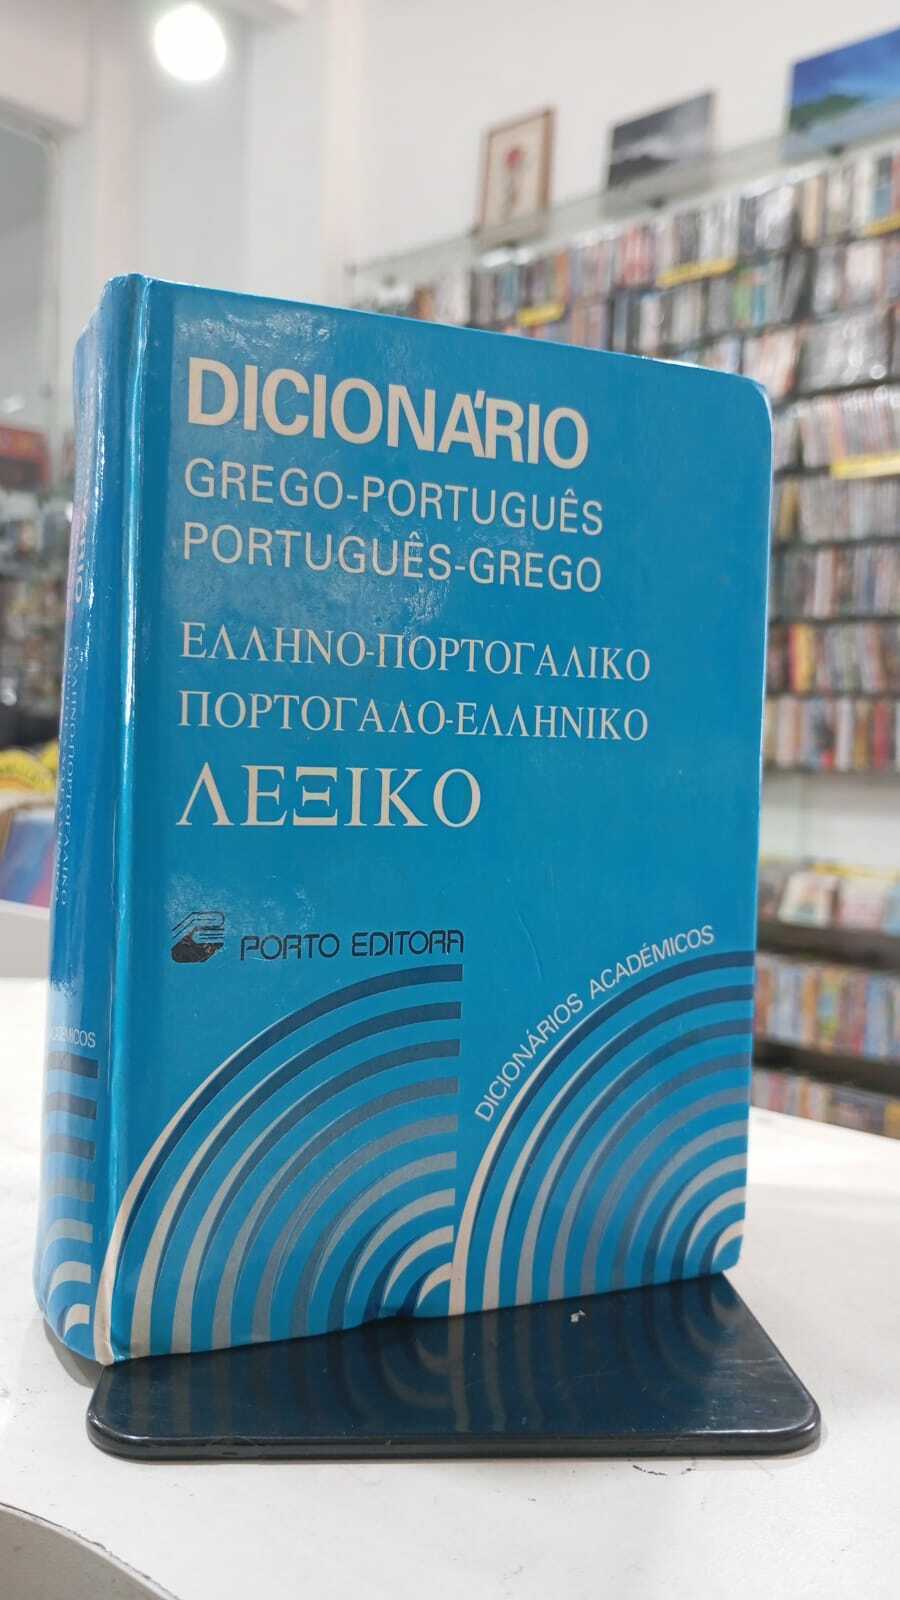 DICIONÁRIO
GREGO-PORTUGUÊS
PORTUGUÊS-GREGO
ΕΛΛΗΝΟ-ΠΟΡΤΟΓΑΛΙΚΟ
ΠΟΡΤΟΓΑΛΟ-ΕΛΛΗΝΙΚΟ
ΛΕΞΙΚΟ
PORTO EDITORA
DICIONÁRIOS ACADÉMICOS